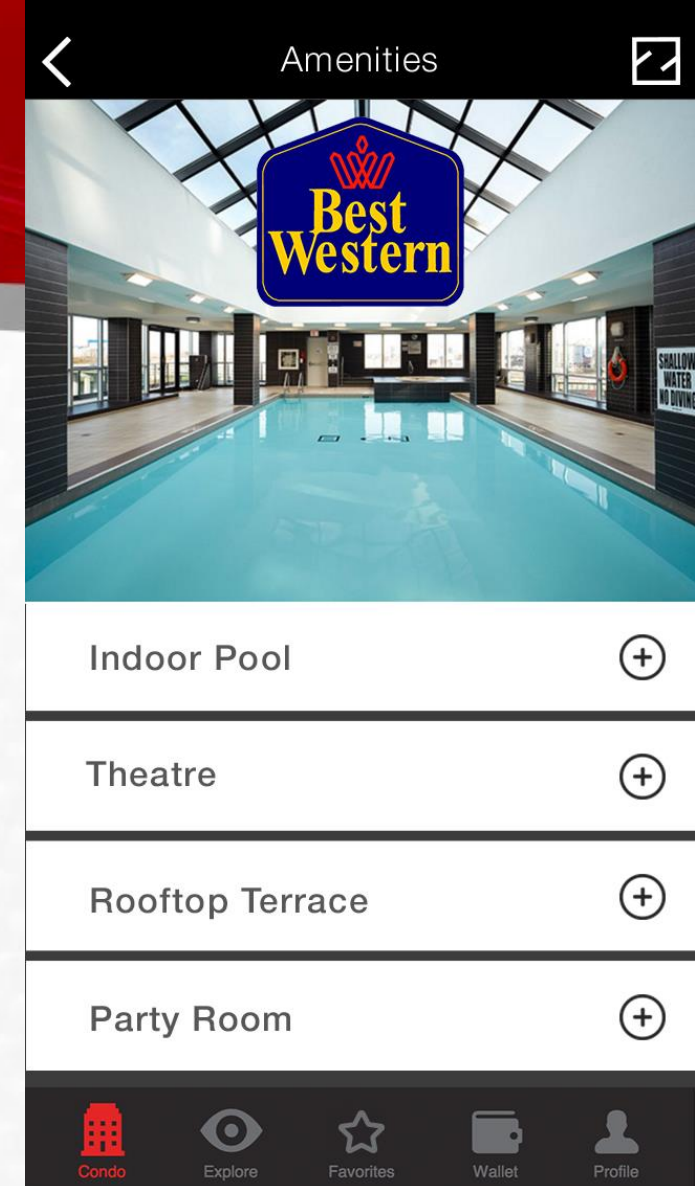 Amenities
Best
Western
SHALLOW
WATER
NO DIVING
Indoor Pool
Theatre
Rooftop Terrace
Party Room
Condo
Explore
Favorites
Wallet
Profile